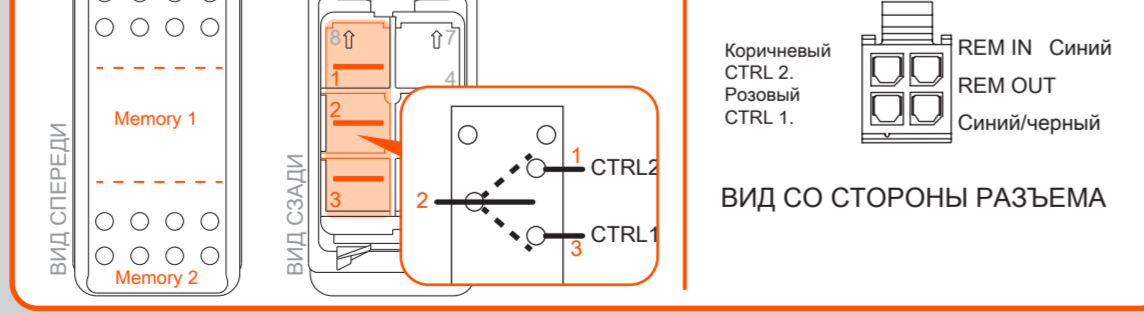 ВИД СПЕРЕДИ
Memory 1
Memory 2
ВИД СЗАДИ
8 7
1
4
2
3
1 CTRL2
2
3 CTRL1
Коричневый
CTRL 2.
Розовый
CTRL 1.
REM IN Синий
REM OUT
Синий/черный
ВИД СО СТОРОНЫ РАЗЪЕМА